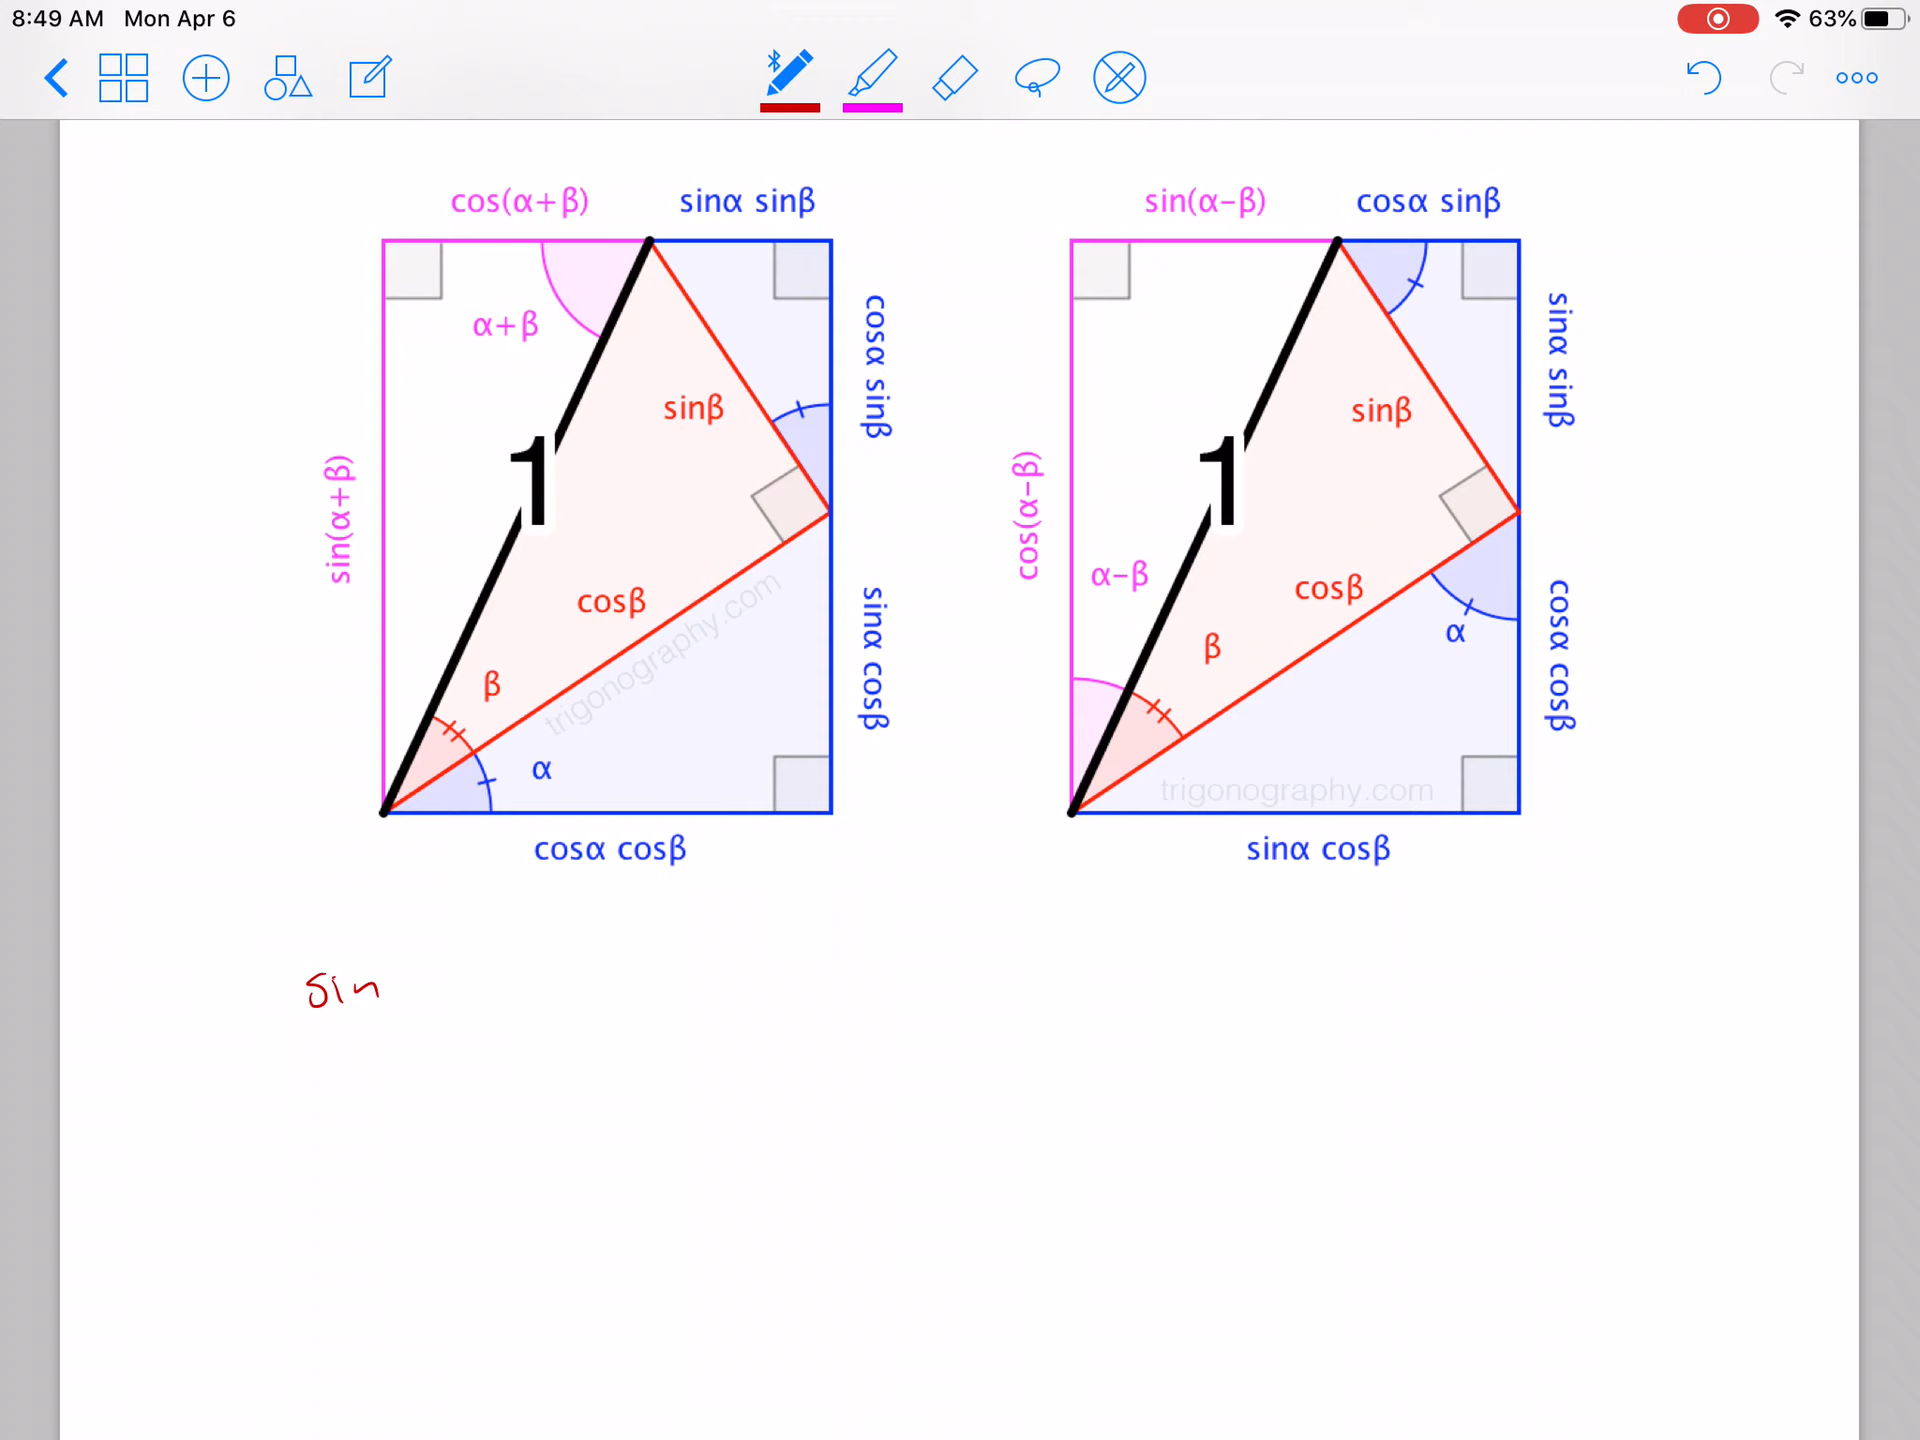 8:49 AM Mon Apr 6
63%
cos(α+β) sinα sinβ
α+β
cosα sinβ
sinβ
1
sin(α+β)
cosβ
sinα cosβ
β
α
trigonography.com
cosα cosβ
sin(α−β) cosα sinβ
sinα sinβ
sinβ
1
cos(α−β)
α−β
cosβ
β
α
cosα cosβ
trigonography.com
sinα cosβ
sin